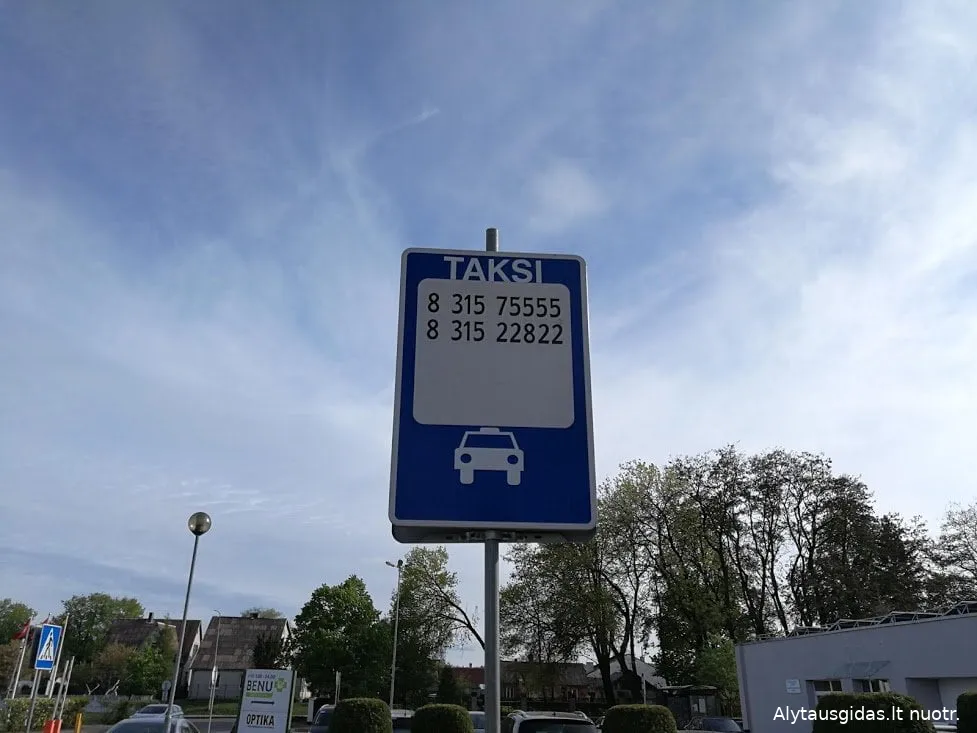 TAKSI
8 315 75555
8 315 22822
BENU
OPTIKA
Alytausgidas.lt nuotr.